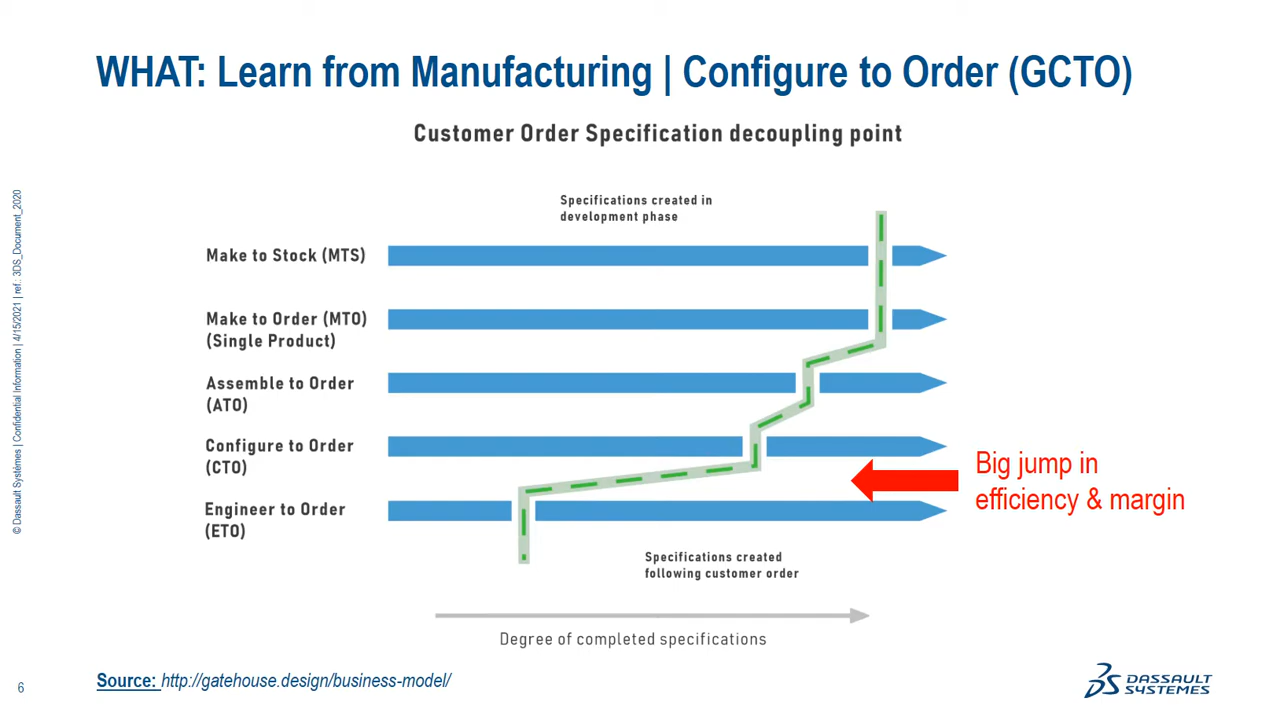 WHAT: Learn from Manufacturing | Configure to Order (GCTO)
Customer Order Specification decoupling point
Specifications created in
development phase
Make to Stock (MTS)
Make to Order (MTO)
(Single Product)
Assemble to Order
(ATO)
Configure to Order
(CTO)
Big jump in
efficiency & margin
Engineer to Order
(ETO)
Specifications created
following customer order
Degree of completed specifications
© Dassault Systèmes | Confidential Information | 4/15/2021 | ref.: 3DS_Document_2020
6
Source: http://gatehouse.design/business-model/
DASSAULT
SYSTEMES